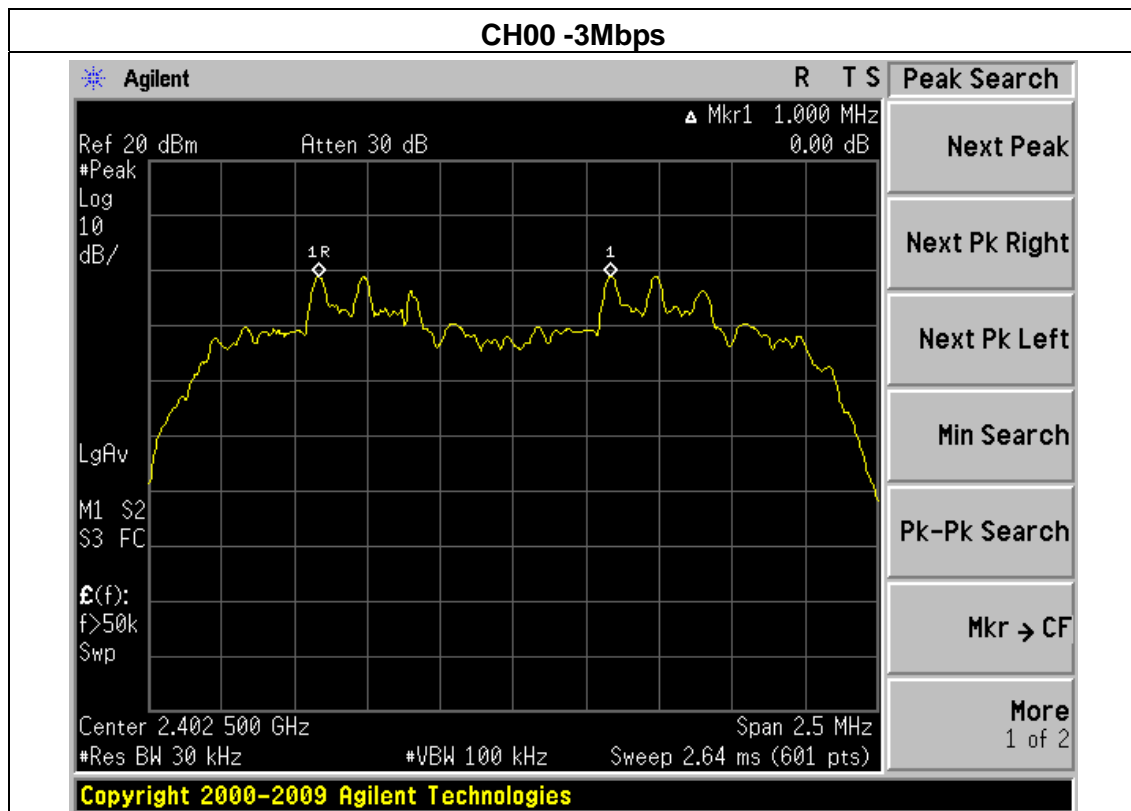 CH00 -3Mbps
Agilent R T S Peak Search
Δ Mkr1 1.000 MHz
Ref 20 dBm Atten 30 dB 0.00 dB
#Peak
Log
10
dB/
1R 1
LgAv
M1 S2
S3 FC
£(f):
f>50k
Swp
Center 2.402 500 GHz Span 2.5 MHz
#Res BW 30 kHz #VBW 100 kHz Sweep 2.64 ms (601 pts)
Copyright 2000-2009 Agilent Technologies
Next Peak
Next Pk Right
Next Pk Left
Min Search
Pk-Pk Search
Mkr → CF
More
1 of 2